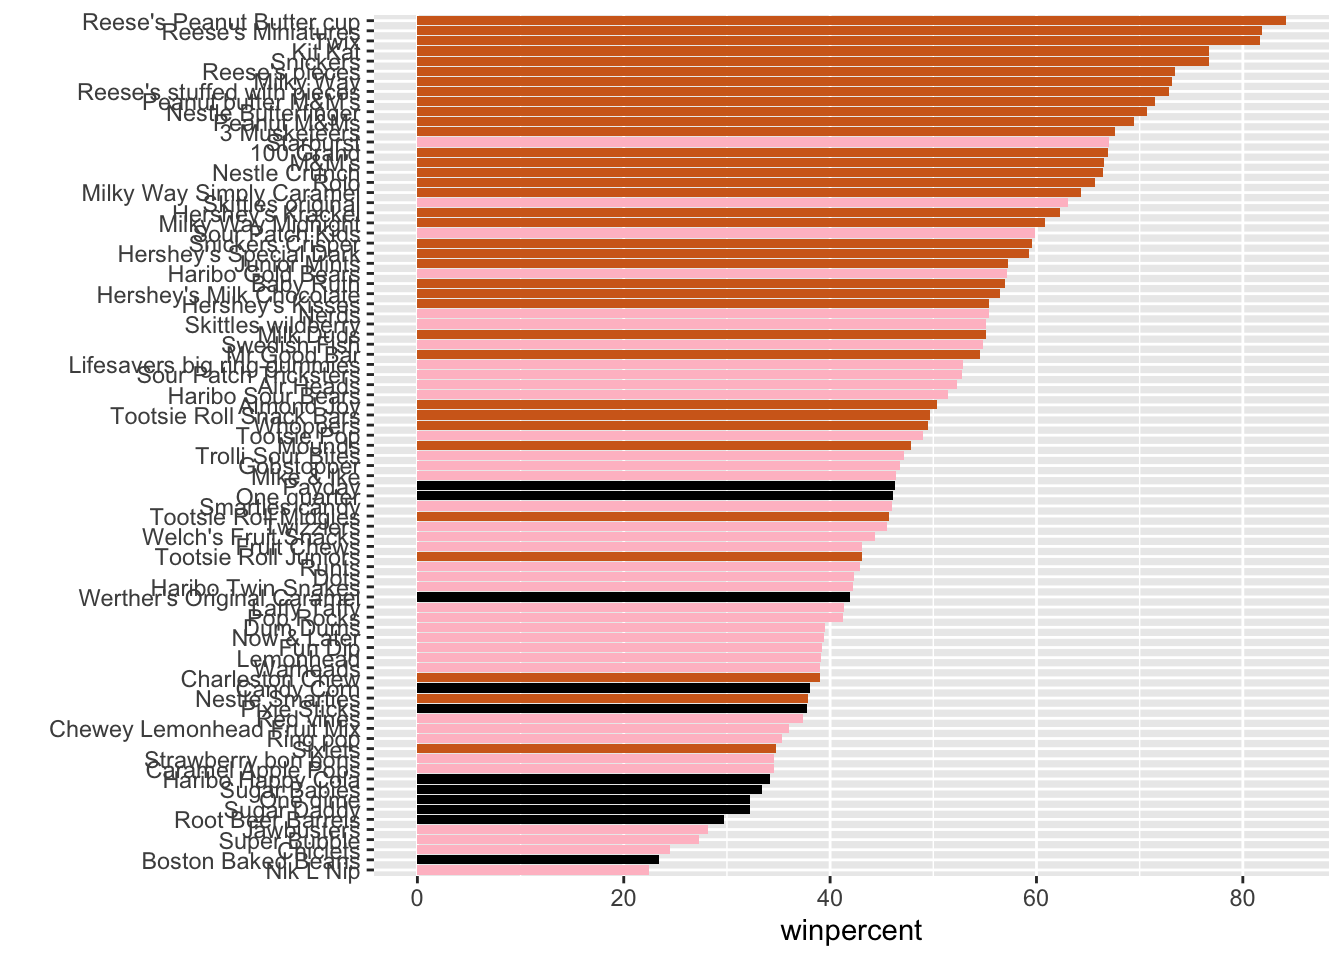 Reese's Peanut Butter cup
Reese's Miniatures
Twix
Kit Kat
Snickers
Reese's pieces
Milky Way
Reese's stuffed with pieces
Peanut butter M&M's
Nestle Butterfinger
Peanut M&Ms
3 Musketeers
Starburst
100 Grand
M&M's
Nestle Crunch
Rolo
Milky Way Simply Caramel
Skittles original
Hershey's Krackel
Milky Way Midnight
Sour Patch Kids
Snickers Crisper
Hershey's Special Dark
Junior Mints
Haribo Gold Bears
Baby Ruth
Hershey's Milk Chocolate
Hershey's Kisses
Nerds
Skittles wildberry
Milk Duds
Swedish Fish
Mr Good Bar
Lifesavers big ring gummies
Sour Patch Tricksters
Air Heads
Haribo Sour Bears
Almond Joy
Tootsie Roll Snack Bars
Whoppers
Tootsie Pop
Mounds
Trolli Sour Bites
Gobstopper
Mike & Ike
Payday
One quarter
Smarties candy
Tootsie Roll Midgies
Twizzlers
Welch's Fruit Snacks
Fruit Chews
Tootsie Roll Juniors
Runts
Dots
Haribo Twin Snakes
Werther's Original Caramel
Laffy Taffy
Pop Rocks
Dum Dums
Now & Later
Fun Dip
Lemonhead
Warheads
Charleston Chew
Candy Corn
Nestle Smarties
Pixie Sticks
Red vines
Chewey Lemonhead Fruit Mix
Ring pop
Sixlets
Strawberry bon bons
Caramel Apple Pops
Haribo Happy Cola
Sugar Babies
One dime
Sugar Daddy
Root Beer Barrels
Jawbusters
Super Bubble
Chiclets
Boston Baked Beans
Nik L Nip
0 20 40 60 80
winpercent